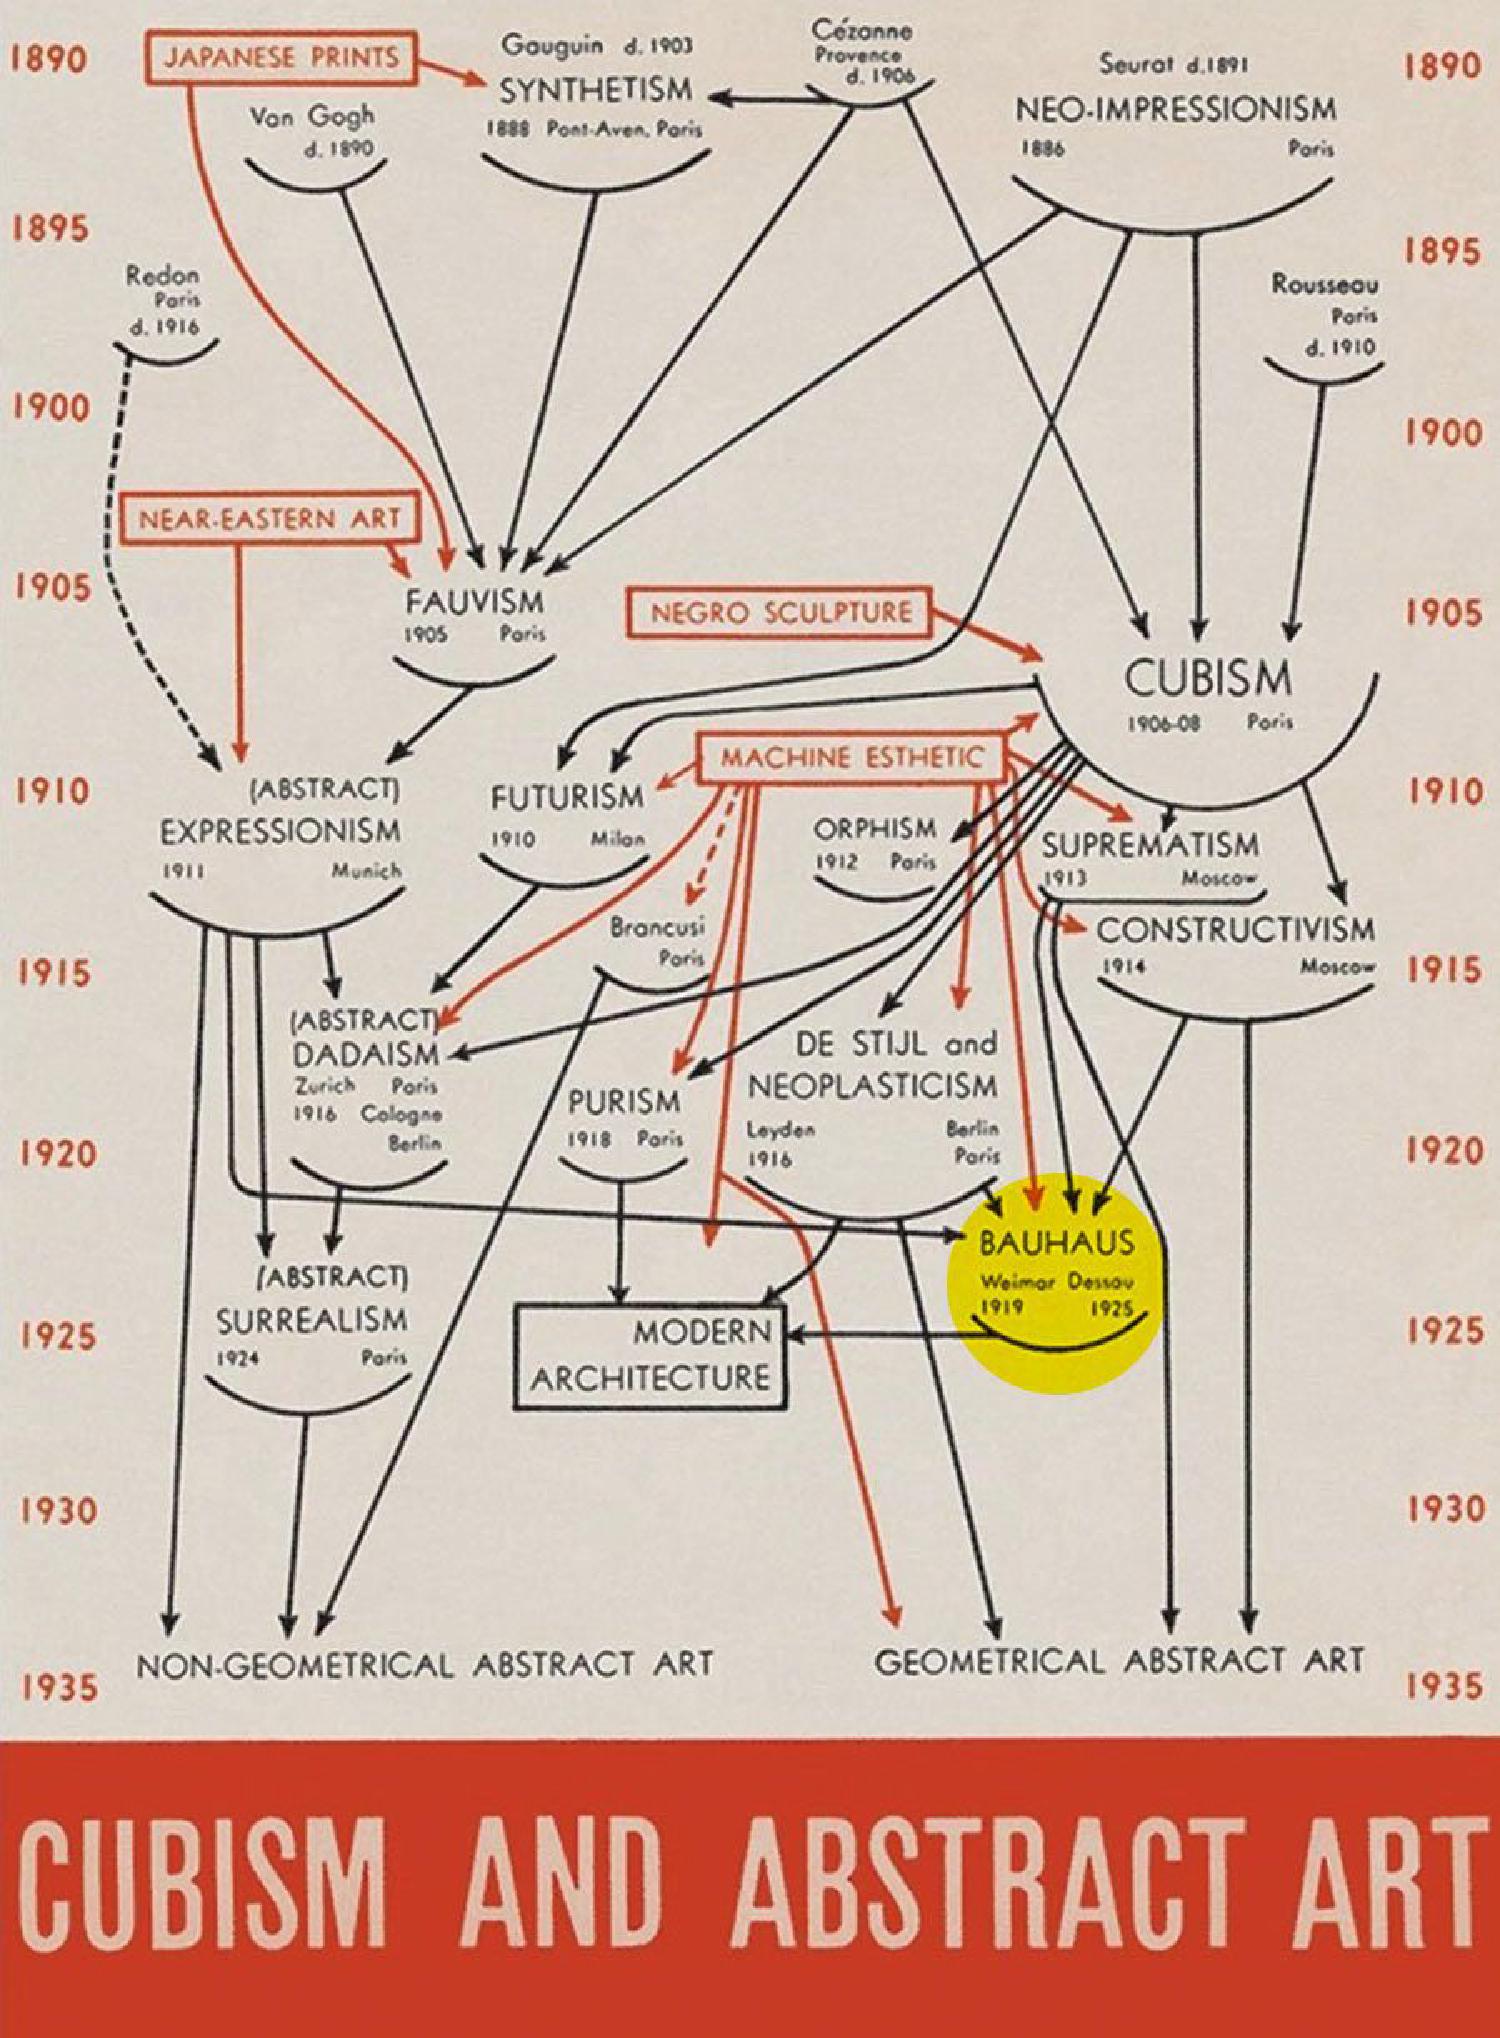 1890
JAPANESE PRINTS
Gauguin d. 1903
SYNTHETISM
1888 Pont-Aven, Paris
Cézanne
Provence
d. 1906
Seurat d.1891
NEO-IMPRESSIONISM
1886 Paris
1890
Van Gogh
d. 1890
1895
1895
Redon
Paris
d. 1916
Rousseau
Paris
d. 1910
1900
1900
NEAR-EASTERN ART
1905
FAUVISM
1905 Paris
NEGRO SCULPTURE
1905
CUBISM
1906-08 Paris
MACHINE ESTHETIC
1910
(ABSTRACT)
EXPRESSIONISM
1911 Munich
FUTURISM
1910 Milan
ORPHISM
1912 Paris
SUPREMATISM
1913 Moscow
1910
Brancusi
Paris
CONSTRUCTIVISM
1914 Moscow
1915
1915
(ABSTRACT)
DADAISM
Zurich Paris
1916 Cologne
Berlin
PURISM
1918 Paris
DE STIJL and
NEOPLASTICISM
Leyden Berlin
1916 Paris
1920
1920
BAUHAUS
Weimar Dessau
1919 1925
(ABSTRACT)
SURREALISM
1924 Paris
MODERN
ARCHITECTURE
1925
1925
1930
1930
NON-GEOMETRICAL ABSTRACT ART
GEOMETRICAL ABSTRACT ART
1935
1935
CUBISM AND ABSTRACT ART